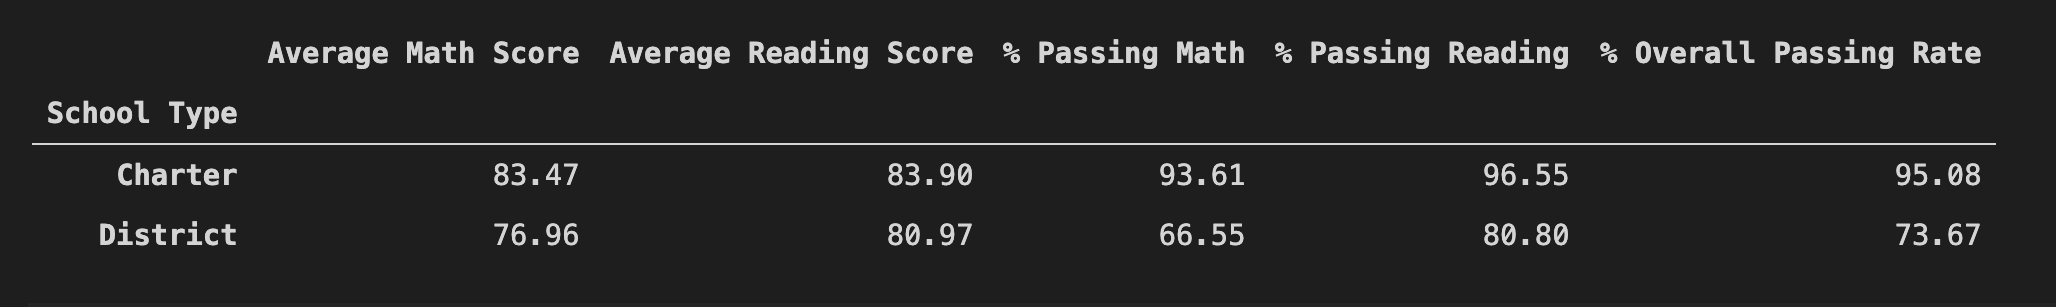 Average Math Score Average Reading Score % Passing Math % Passing Reading % Overall Passing Rate
School Type
Charter 83.47 83.90 93.61 96.55 95.08
District 76.96 80.97 66.55 80.80 73.67